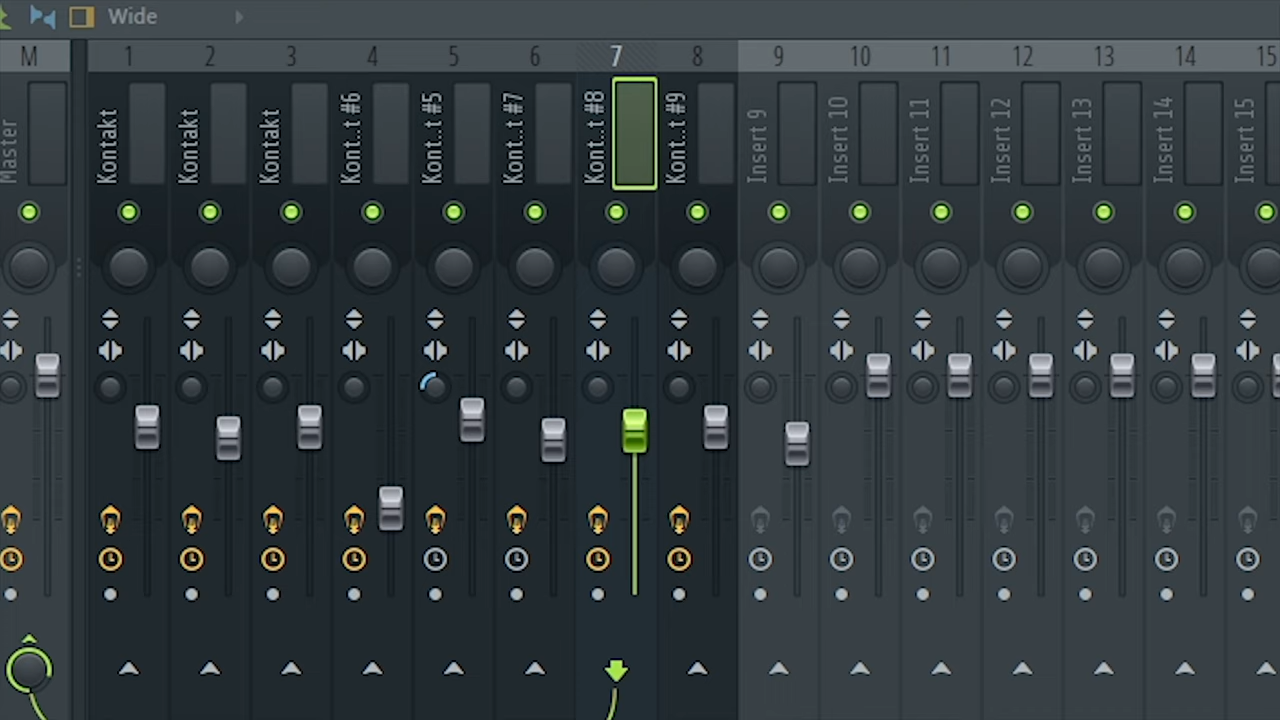 Wide
M 1 2 3 4 5 6 7 8 9 10 11 12 13 14 15
Master
Kontakt
Kontakt
Kontakt
Kont..t #6
Kont..t #5
Kont..t #7
Kont..t #8
Kont..t #9
Insert 9
Insert 10
Insert 11
Insert 12
Insert 13
Insert 14
Insert 15